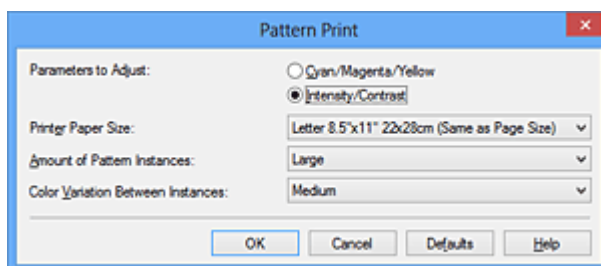 Pattern Print
Parameters to Adjust:
Cyan/Magenta/Yellow
Intensity/Contrast
Printer Paper Size:
Letter 8.5"x11" 22x28cm (Same as Page Size)
Amount of Pattern Instances:
Large
Color Variation Between Instances:
Medium
OK Cancel Defaults Help